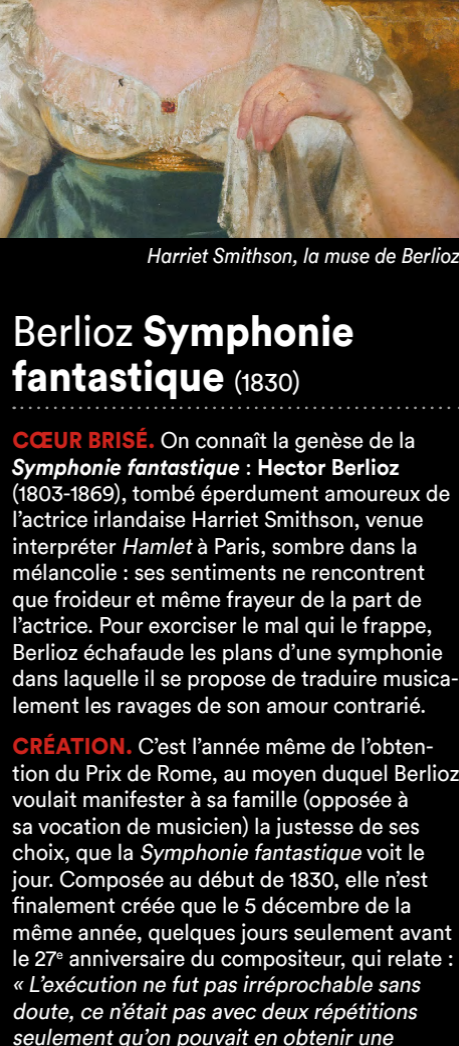 Harriet Smithson, la muse de Berlioz
Berlioz Symphonie
fantastique (1830)
CŒUR BRISÉ. On connaît la genèse de la
Symphonie fantastique : Hector Berlioz
(1803-1869), tombé éperdument amoureux de
l’actrice irlandaise Harriet Smithson, venue
interpréter Hamlet à Paris, sombre dans la
mélancolie : ses sentiments ne rencontrent
que froideur et même frayeur de la part de
l’actrice. Pour exorciser le mal qui le frappe,
Berlioz échafaude les plans d’une symphonie
dans laquelle il se propose de traduire musica-
lement les ravages de son amour contrarié.
CRÉATION. C’est l’année même de l’obten-
tion du Prix de Rome, au moyen duquel Berlioz
voulait manifester à sa famille (opposée à
sa vocation de musicien) la justesse de ses
choix, que la Symphonie fantastique voit le
jour. Composée au début de 1830, elle n’est
finalement créée que le 5 décembre de la
même année, quelques jours seulement avant
le 27e anniversaire du compositeur, qui relate :
« L’exécution ne fut pas irréprochable sans
doute, ce n’était pas avec deux répétitions
seulement qu’on pouvait en obtenir une